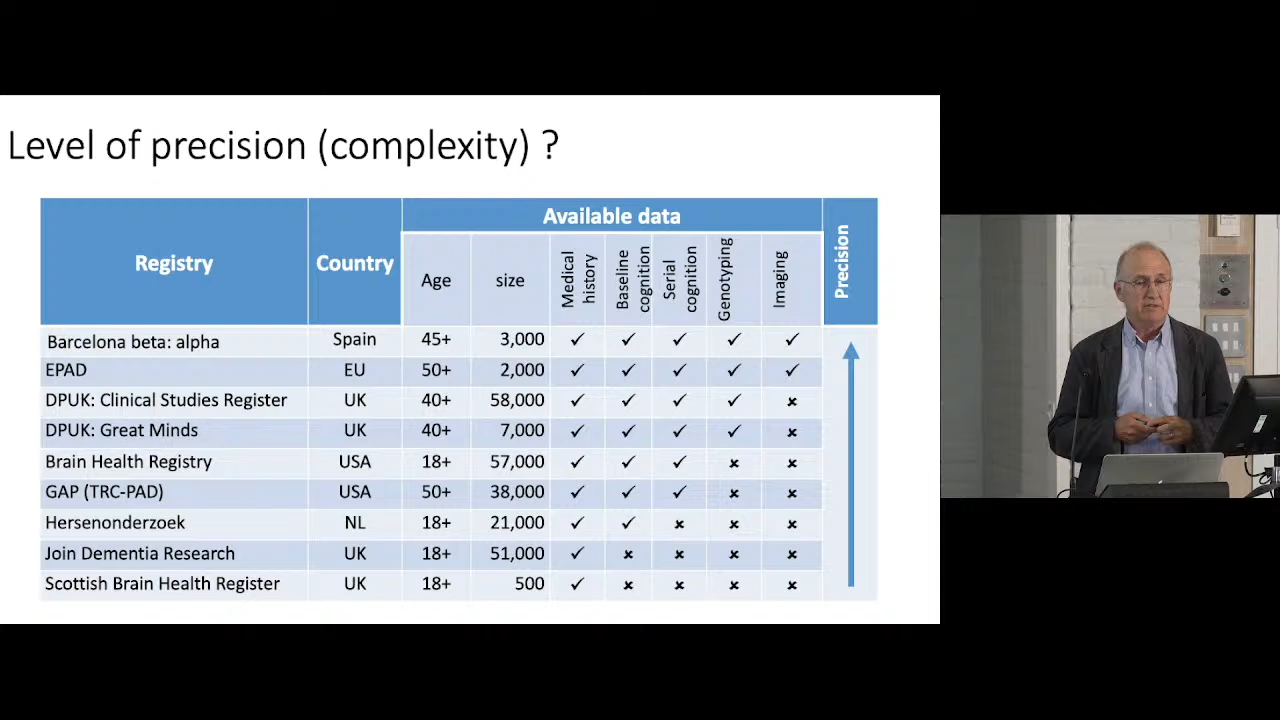 Level of precision (complexity) ?
Registry Country Available data Precision
Age size Medical history Baseline cognition Serial cognition Genotyping Imaging
Barcelona beta: alpha Spain 45+ 3,000 ✓ ✓ ✓ ✓ ✓
EPAD EU 50+ 2,000 ✓ ✓ ✓ ✓ ✓
DPUK: Clinical Studies Register UK 40+ 58,000 ✓ ✓ ✓ ✓ ×
DPUK: Great Minds UK 40+ 7,000 ✓ ✓ ✓ ✓ ×
Brain Health Registry USA 18+ 57,000 ✓ ✓ ✓ × ×
GAP (TRC-PAD) USA 50+ 38,000 ✓ ✓ ✓ × ×
Hersenonderzoek NL 18+ 21,000 ✓ ✓ × × ×
Join Dementia Research UK 18+ 51,000 ✓ × × × ×
Scottish Brain Health Register UK 18+ 500 ✓ × × × ×